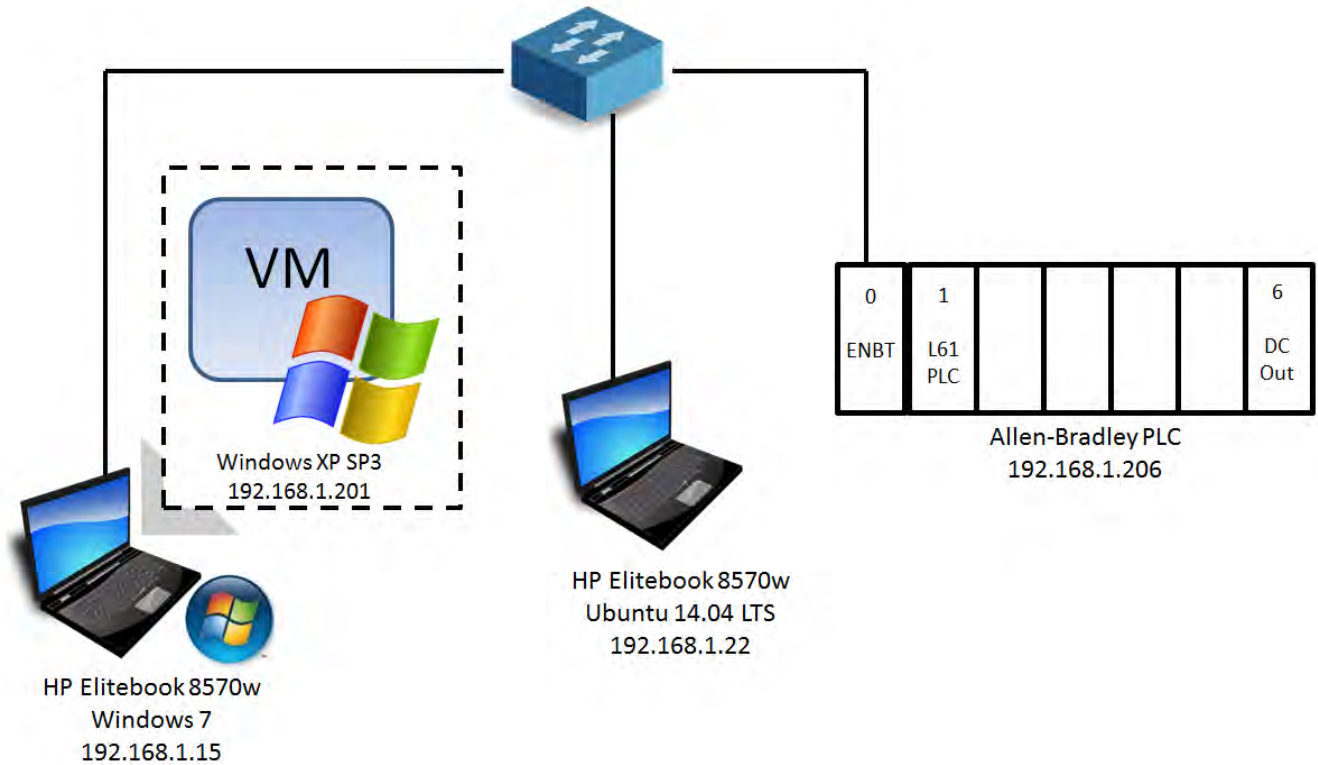 VM
Windows XP SP3
192.168.1.201
HP Elitebook 8570w
Windows 7
192.168.1.15
HP Elitebook 8570w
Ubuntu 14.04 LTS
192.168.1.22
0
ENBT
1
L61
PLC
6
DC
Out
Allen-Bradley PLC
192.168.1.206